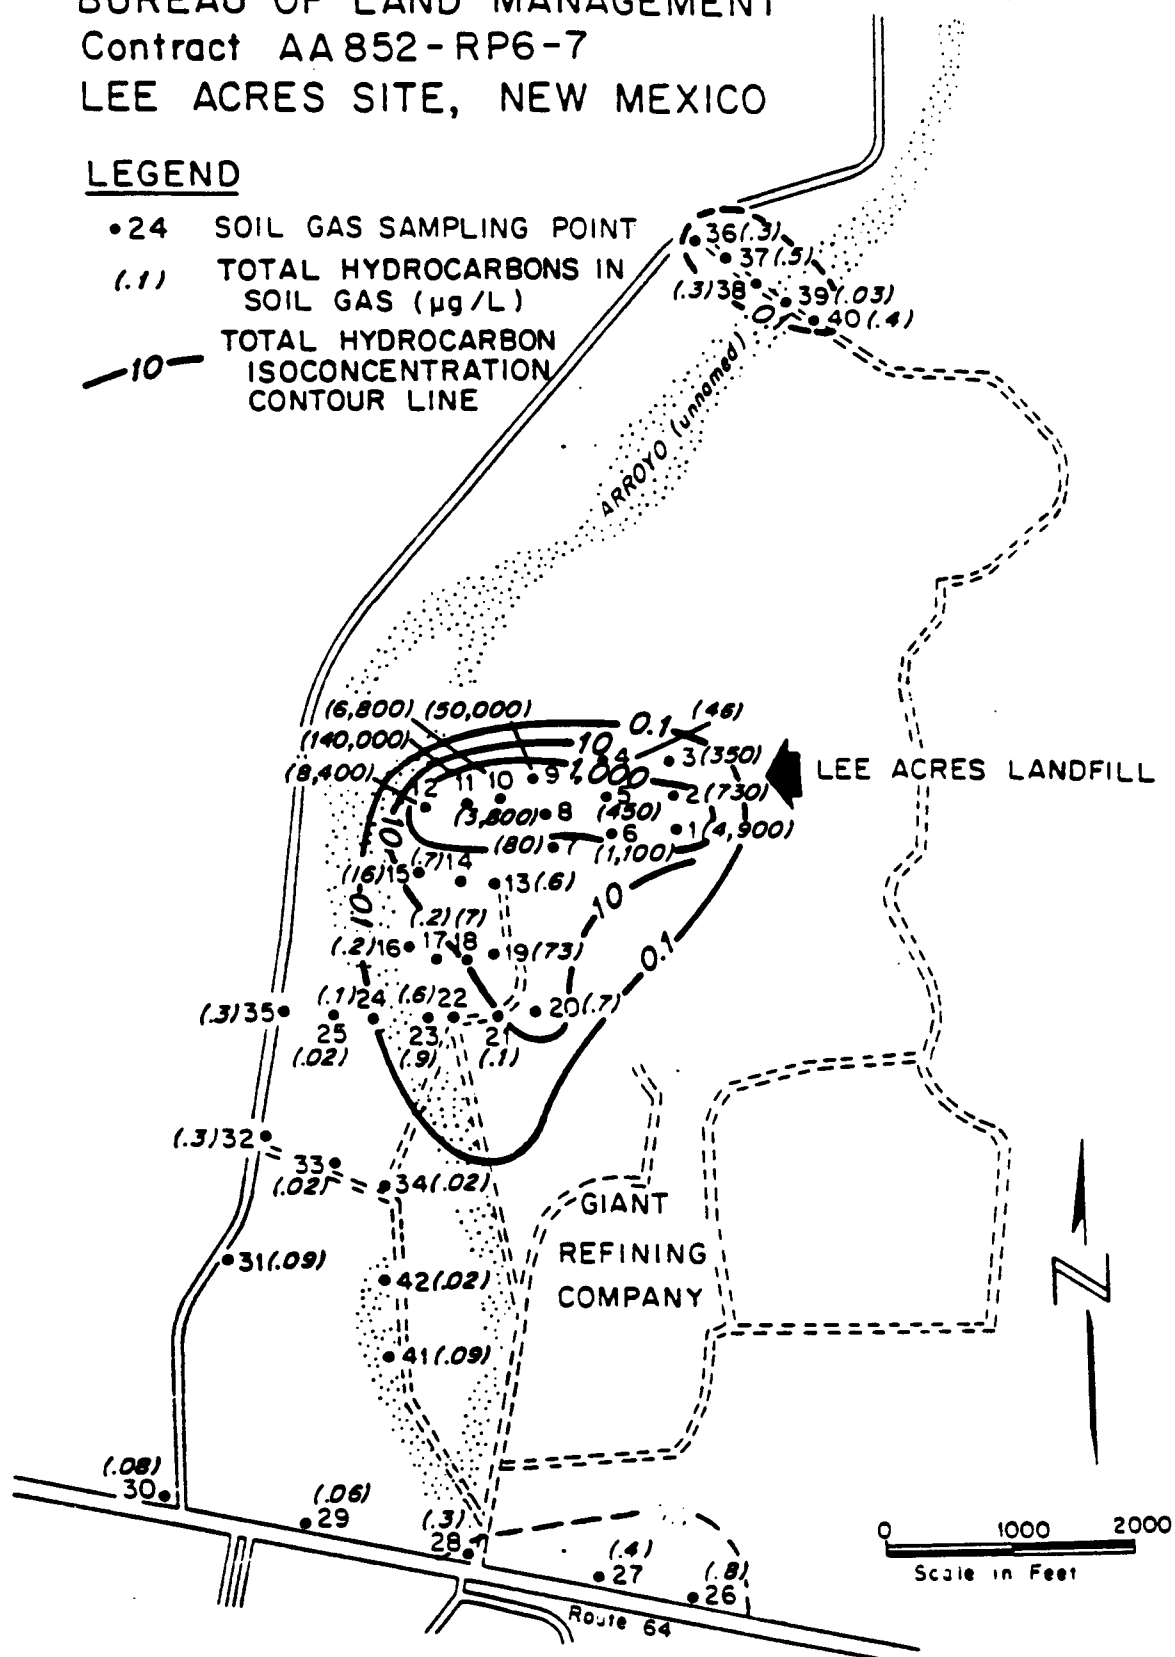 BUREAU OF LAND MANAGEMENT
Contract AA852-RP6-7
LEE ACRES SITE, NEW MEXICO
LEGEND
•24 SOIL GAS SAMPLING POINT
(.1) TOTAL HYDROCARBONS IN
SOIL GAS (µg/L)
10 TOTAL HYDROCARBON
ISOCONCENTRATION
CONTOUR LINE
36(.3)
37(.5)
(.3)38
39(.03)
0.1
40(.4)
ARROYO (unnamed)
(6,800) (50,000) (46)
0.1
(140,000) 10 4 3(350)
(8,400) 11 10 9 1,000
LEE ACRES LANDFILL
12 5 2(730)
(3,800) 8 (450)
10 6 1(4,900)
(80) 7 (1,100)
(.7) 14
(16)15 13(.6)
0.1 10
(.2) (7)
(.2)16 17 18 19(73) 0.1
(.1) 24 (.6) 22 20(.7)
(.3)35
25 23 21
(.02) (.9) (.1)
(.3)32
33
(.02) 34(.02)
GIANT
REFINING
COMPANY
31(.09)
42(.02)
41(.09)
N
(.08)
30
(.06)
29
(.3)
28
(.4)
27
(.8)
26
Route 64
0 1000 2000
Scale in Feet